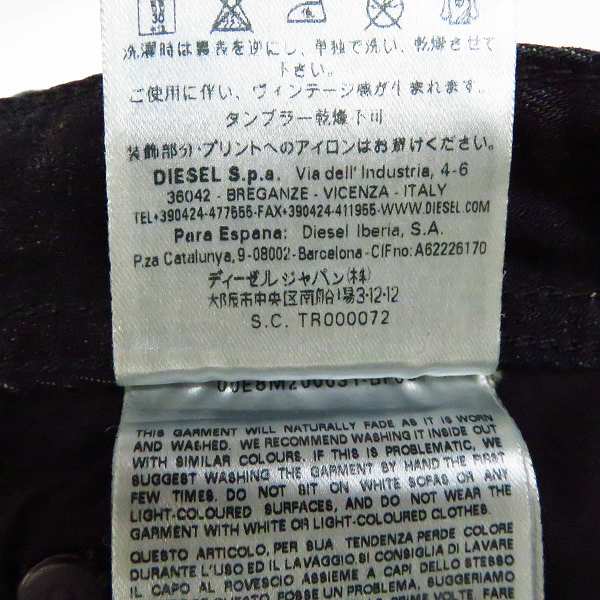 洗濯時は裏表を逆にし、単独で洗い、乾燥させて
下さい。
ご使用に伴い、ヴィンテージ感が生まれます。
タンブラー乾燥不可
装飾部分・プリントへのアイロンはお避けください。
DIESEL S.p.a. Via dell' Industria, 4-6
36042 - BREGANZE - VICENZA - ITALY
TEL+390424-477555-FAX+390424-411955-WWW.DIESEL.COM
Para Espana: Diesel Iberia, S.A.
P.za Catalunya,9-08002-Barcelona-CIFno:A62226170
ディーゼルジャパン(株)
大阪市中央区南船場3-12-12
S.C. TR000072
THIS GARMENT WILL NATURALLY FADE AS IT IS WORN
AND WASHED. WE RECOMMEND WASHING IT INSIDE OUT
WITH SIMILAR COLOURS. IF THIS IS PROBLEMATIC, WE
SUGGEST WASHING THE GARMENT BY HAND THE FIRST
FEW TIMES. DO NOT SIT ON WHITE SOFAS OR ANY
LIGHT-COLOURED SURFACES, AND DO NOT WEAR THE
GARMENT WITH WHITE OR LIGHT-COLOURED CLOTHES.
QUESTO ARTICOLO, PER SUA TENDENZA PERDE COLORE
DURANTE L'USO ED IL LAVAGGIO.SI CONSIGLIA DI LAVARE
IL CAPO AL ROVESCIO ASSIEME A CAPI DELLO STESSO
COLORE. QUESTO FOSSE UN PROBLEMA, SUGGERIAMO
PRIME VOLTE. FARE